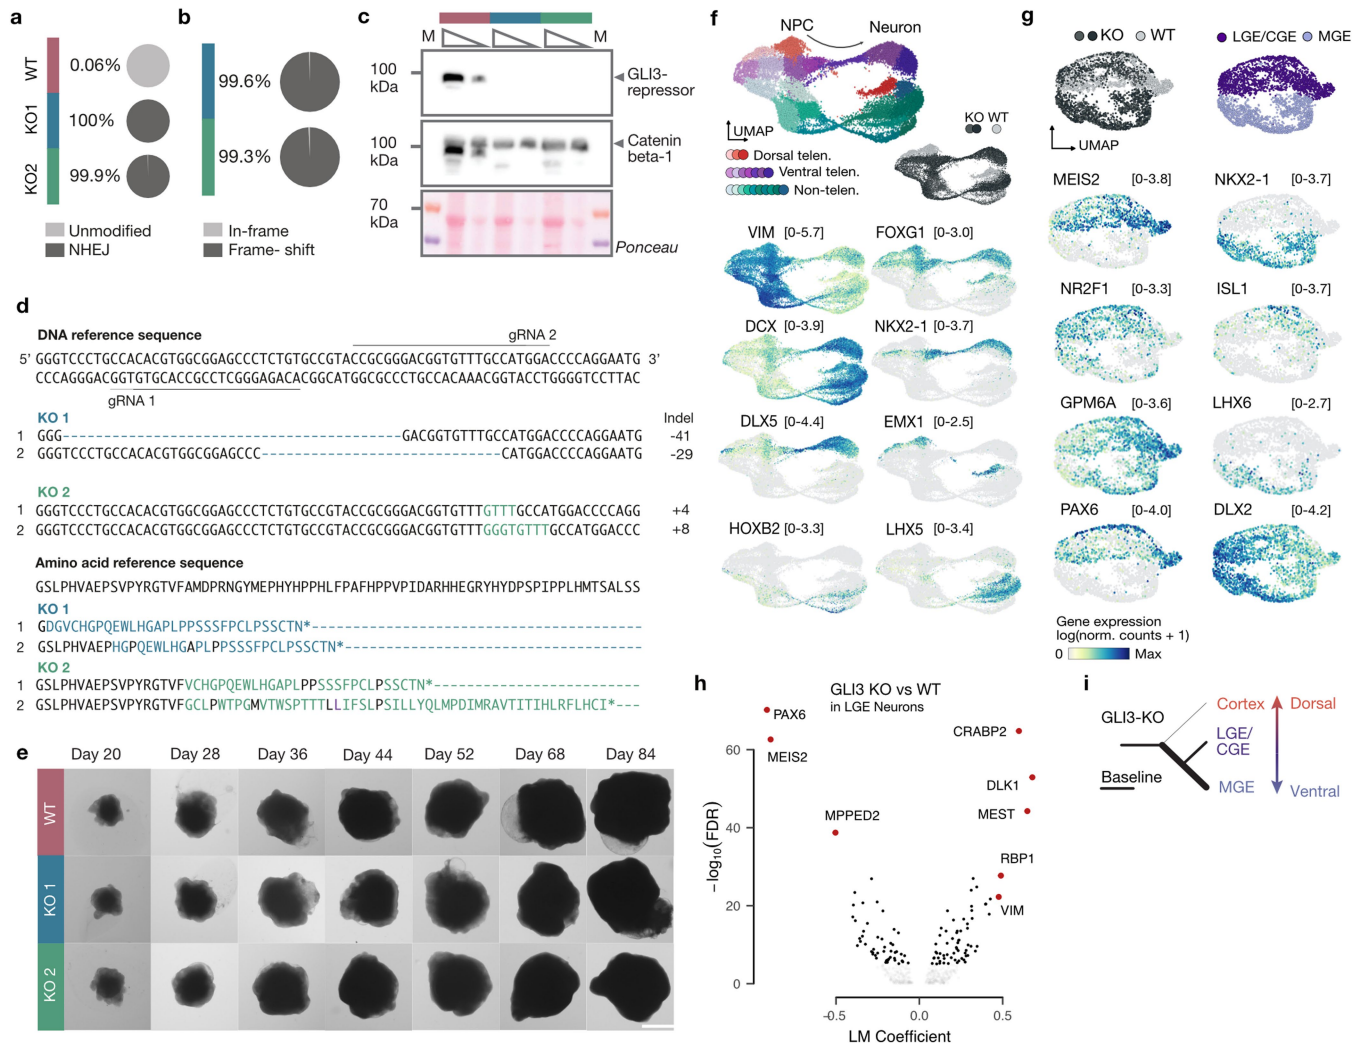 a
WT
KO1
KO2
0.06%
100%
99.9%
Unmodified
NHEJ
b
99.6%
99.3%
In-frame
Frame- shift
c
M
M
100
kDa
GLI3-
repressor
100
kDa
Catenin
beta-1
70
kDa
Ponceau
d
DNA reference sequence
gRNA 2
5' GGGTCCCTGCCACACGTGGCGGAGCCCTCTGTGCCGTACCGCGGGACGGTGTTTGCCATGGACCCCAGGAATG 3'
CCCAGGGACGGTGTGCACCGCCTCGGGAGACACGGCATGGCGCCCTGCCACAAACGGTACCTGGGGTCCTTAC
gRNA 1
KO 1
Indel
1 GGG-----------------------------------------GACGGTGTTTGCCATGGACCCCAGGAATG -41
2 GGGTCCCTGCCACACGTGGCGGAGCCC-----------------------------CATGGACCCCAGGAATG -29
KO 2
1 GGGTCCCTGCCACACGTGGCGGAGCCCTCTGTGCCGTACCGCGGGACGGTGTTTGTTTGCCATGGACCCCAGG +4
2 GGGTCCCTGCCACACGTGGCGGAGCCCTCTGTGCCGTACCGCGGGACGGTGTTTGGGTGTTTGCCATGGACCC +8
Amino acid reference sequence
GSLPHVAEPSVPYRGTVFAMDPRNGYMEPHYHPPHLFPAFHPPVPIDARHHEGRYHYDPSPIPPLHMTSALSS
KO 1
1 GDGVCHGPQEWLHGAPLPPSSSFPCLPSSCTN*----------------------------------------
2 GSLPHVAEPHGPQEWLHGAPLPPSSSFPCLPSSCTN*------------------------------------
KO 2
1 GSLPHVAEPSVPYRGTVFVCHGPQEWLHGAPLPPSSSFPCLPSSCTN*-------------------------
2 GSLPHVAEPSVPYRGTVFGCLPWTPGMVTWSPTTTLLIFSLPSILLYQLMPDIMRAVTITIHLRFLHCI*---
e
Day 20
Day 28
Day 36
Day 44
Day 52
Day 68
Day 84
WT
KO 1
KO 2
f
NPC
Neuron
UMAP
KO WT
Dorsal telen.
Ventral telen.
Non-telen.
VIM [0-5.7]
FOXG1 [0-3.0]
DCX [0-3.9]
NKX2-1 [0-3.7]
DLX5 [0-4.4]
EMX1 [0-2.5]
HOXB2 [0-3.3]
LHX5 [0-3.4]
g
KO WT
LGE/CGE MGE
UMAP
MEIS2 [0-3.8]
NKX2-1 [0-3.7]
NR2F1 [0-3.3]
ISL1 [0-3.7]
GPM6A [0-3.6]
LHX6 [0-2.7]
PAX6 [0-4.0]
DLX2 [0-4.2]
Gene expression
log(norm. counts + 1)
0 Max
h
GLI3 KO vs WT
in LGE Neurons
PAX6
MEIS2
MPPED2
CRABP2
DLK1
MEST
RBP1
VIM
60
40
20
0
−log10(FDR)
-0.5
0.0
0.5
LM Coefficient
i
GLI3-KO
Baseline
Cortex
LGE/
CGE
MGE
Dorsal
Ventral